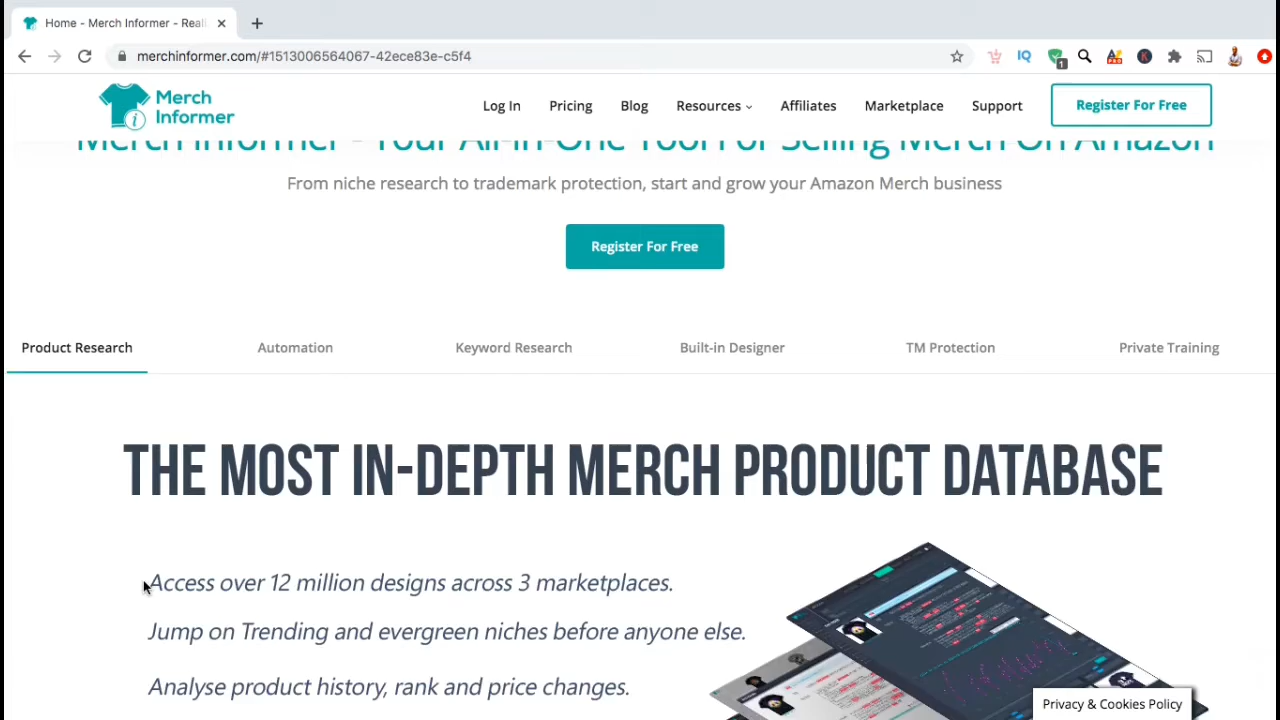 Home - Merch Informer - Reali
merchinformer.com/#1513006564067-42ece83e-c5f4
IQ
1
PRO
K
Merch
Informer
i
Log In
Pricing
Blog
Resources
Affiliates
Marketplace
Support
Register For Free
Merch Informer - Your All-in-One Tool For Selling Merch On Amazon
From niche research to trademark protection, start and grow your Amazon Merch business
Register For Free
Product Research
Automation
Keyword Research
Built-in Designer
TM Protection
Private Training
THE MOST IN-DEPTH MERCH PRODUCT DATABASE
Access over 12 million designs across 3 marketplaces.
Jump on Trending and evergreen niches before anyone else.
Analyse product history, rank and price changes.
Privacy & Cookies Policy